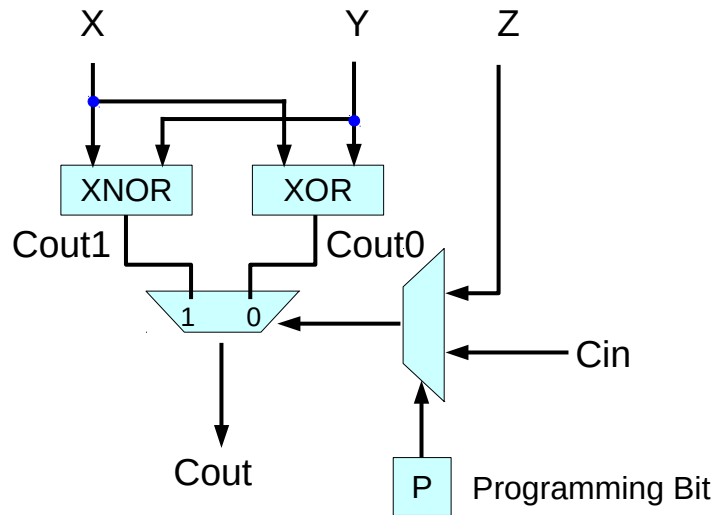 X Y Z
XNOR XOR
Cout1 Cout0
1 0
Cin
Cout
P Programming Bit